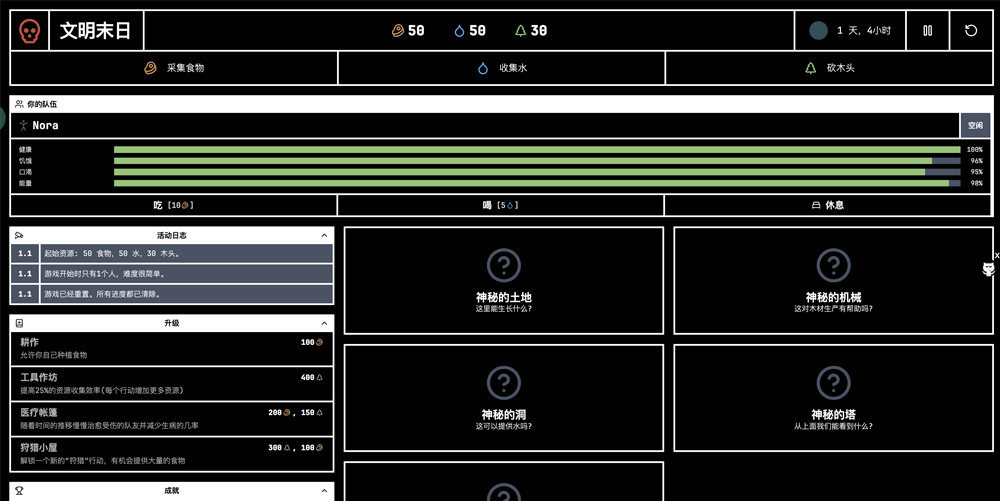 文明末日
50 50 30
1 天, 4小时
采集食物
收集水
砍木头
你的队伍
Nora
空闲
健康 100%
饥饿 96%
口渴 95%
能量 98%
吃 [10]
喝 [5]
休息
活动日志
1.1 起始资源: 50 食物, 50 水, 30 木头。
1.1 游戏开始时只有1个人, 难度很简单。
1.1 游戏已经重置。所有进度都已清除。
升级
耕作 100
允许你自己种植食物
工具作坊 400
提高25%的资源收集效率(每个行动增加更多资源)
医疗帐篷 200 , 150
随着时间的推移慢慢治愈受伤的队友并减少生病的几率
狩猎小屋 300 , 100
解锁一个新的"狩猎"行动, 有机会提供大量的食物
成就
神秘的土地
这里能生长什么?
神秘的机械
这对木材生产有帮助吗?
神秘的洞
这可以提供水吗?
神秘的塔
从上面我们能看到什么?
x